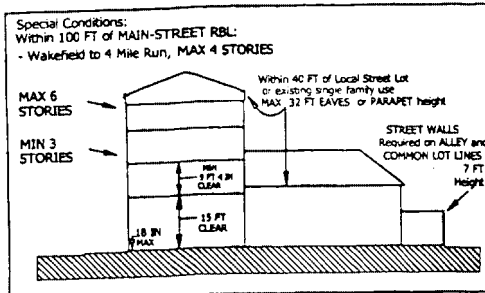 Special Conditions:
Within 100 FT of MAIN-STREET RBL:
- Wakefield to 4 Mile Run, MAX 4 STORIES
MAX 6
STORIES
MIN 3
STORIES
Within 40 FT of Local Street Lot
or existing single family use
MAX 32 FT EAVES or PARAPET height
STREET WALLS
Required on ALLEY and
COMMON LOT LINES
7 FT
Height
MIN
9 FT 4 IN
CLEAR
15 FT
CLEAR
18 IN
MAX